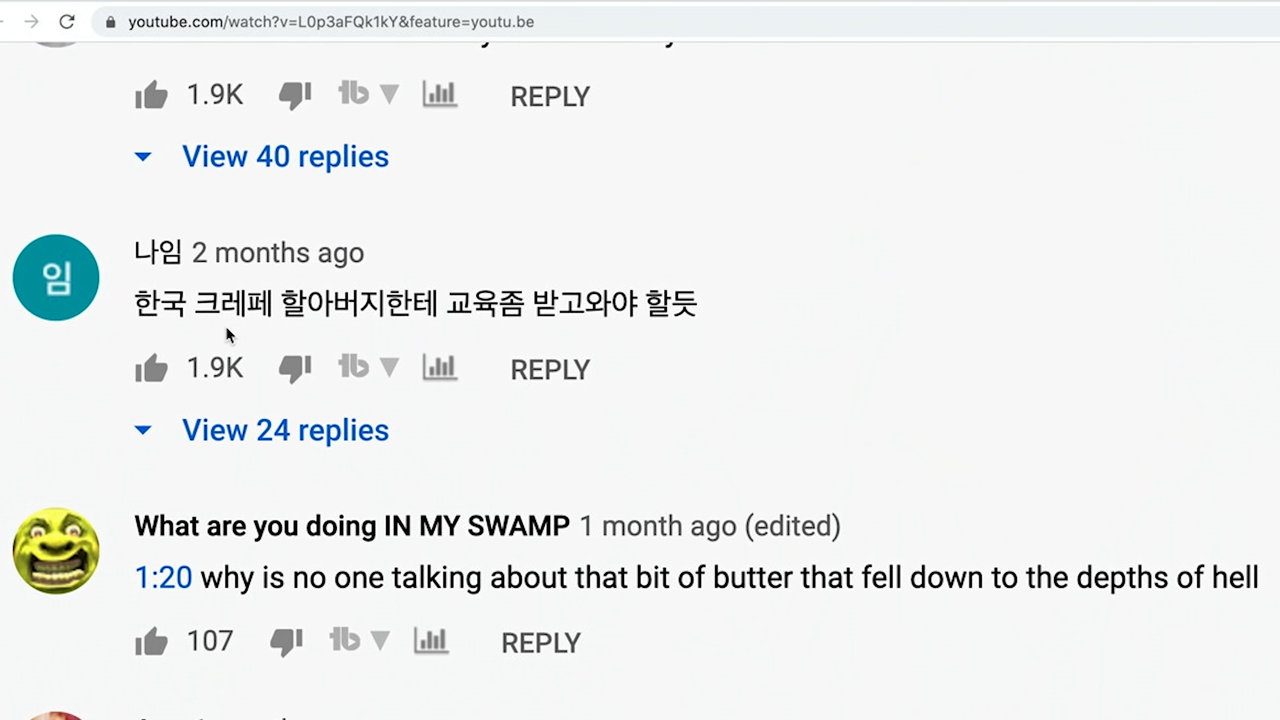 youtube.com/watch?v=L0p3aFQk1kY&feature=youtu.be
1.9K REPLY
View 40 replies
임
나임 2 months ago
한국 크레페 할아버지한테 교육좀 받고와야 할듯
1.9K REPLY
View 24 replies
What are you doing IN MY SWAMP 1 month ago (edited)
1:20 why is no one talking about that bit of butter that fell down to the depths of hell
107 REPLY